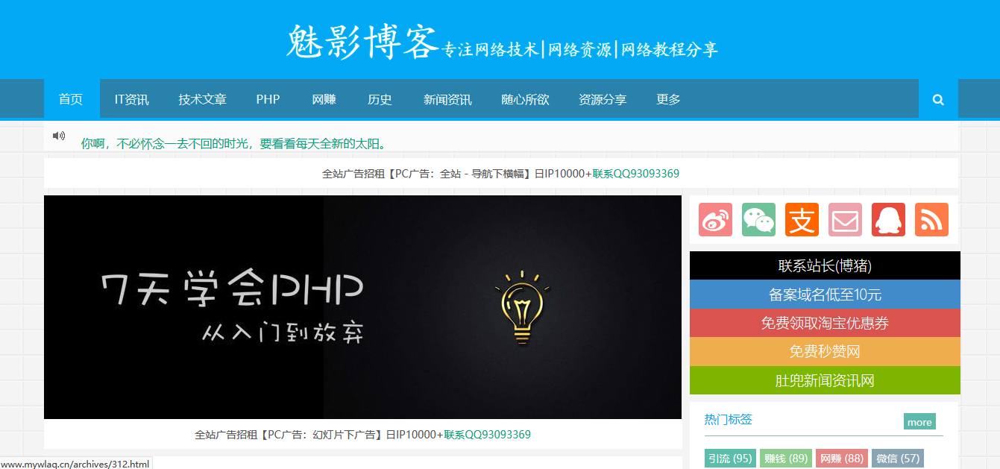 魅影博客专注网络技术|网络资源|网络教程分享
首页 IT资讯 技术文章 PHP 网赚 历史 新闻资讯 随心所欲 资源分享 更多
你啊，不必怀念一去不回的时光，要看看每天全新的太阳。
全站广告招租【PC广告：全站 - 导航下横幅】日IP10000+联系QQ93093369
7天学会PHP
从入门到放弃
支
联系站长(博猪)
备案域名低至10元
免费领取淘宝优惠券
免费秒赞网
肚兜新闻资讯网
全站广告招租【PC广告：幻灯片下广告】日IP10000+联系QQ93093369
热门标签 more
引流 (95) 赚钱 (89) 网赚 (88) 微信 (57)
www.mywlaq.cn/archives/312.html